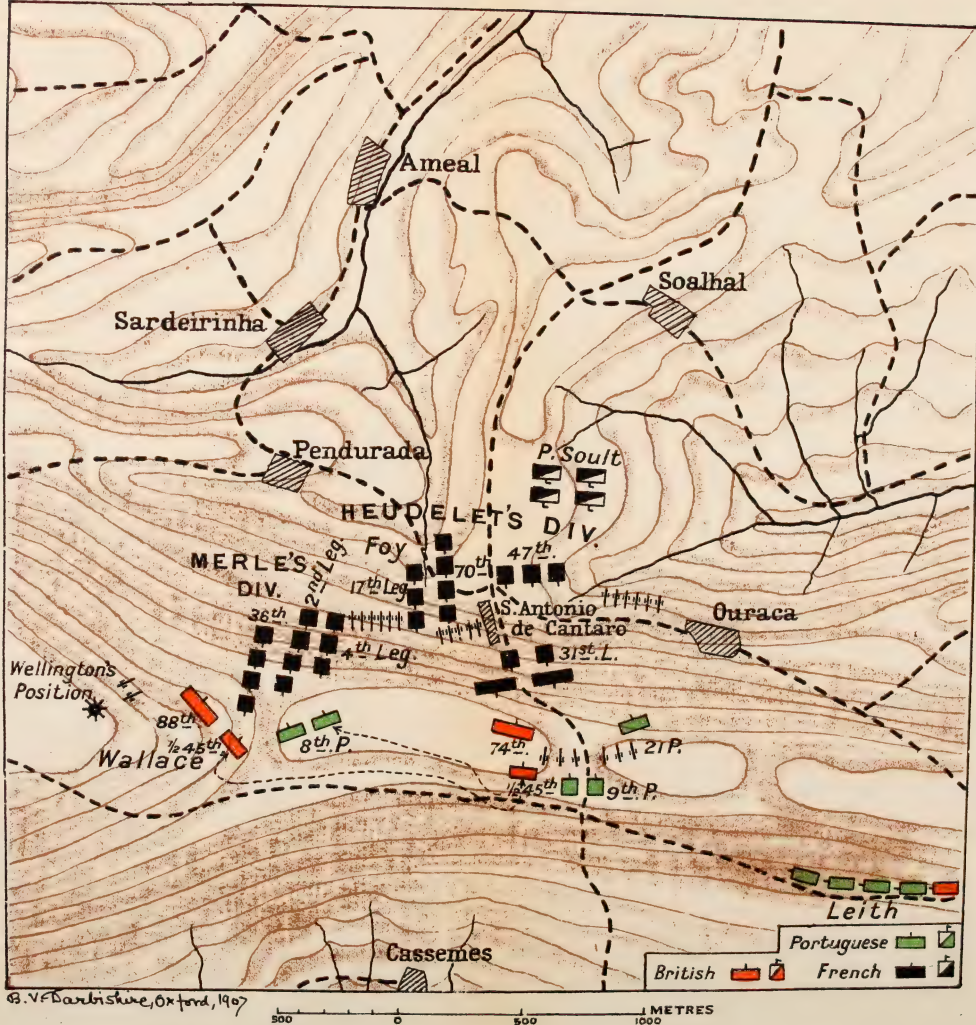 Ameal
Soalhal
Sardeirinha
Pendurada
P. Soult
HEUDELET'S DIV.
Foy
MERLE'S
DIV.
2nd Leg.
47th.
70th
17th Leg.
36th
S. Antonio
de Cantaro
Ouraca
4th Leg.
31st. L.
Wellington's
Position
88th.
½ 45th
Wallace
8th. P.
74th
21 P.
½ 45th
9th. P.
Leith
Cassemes
Portuguese
British
French
B. V. Darbishire, Oxford, 1907
500 0 500 1000 METRES